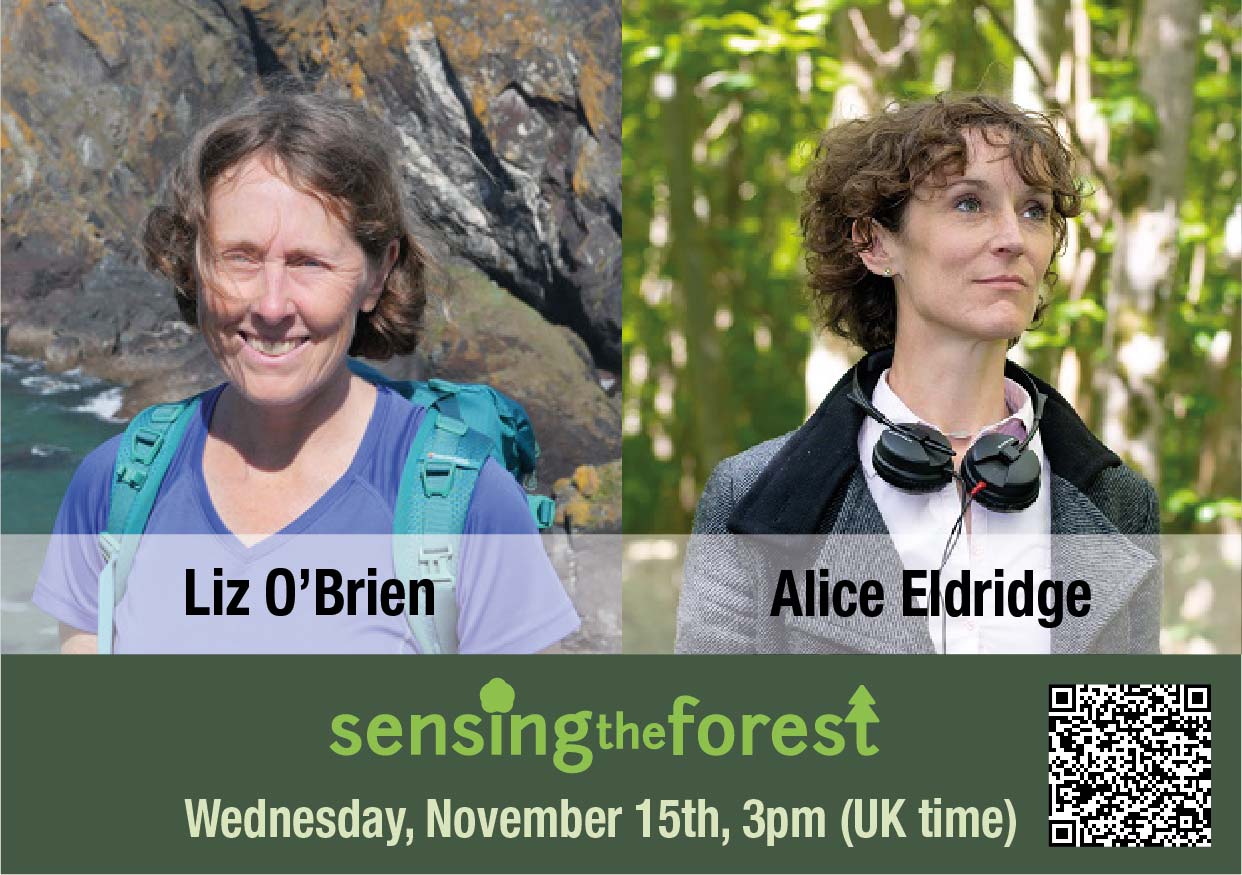 Liz O’Brien
Alice Eldridge
sensingtheforest
Wednesday, November 15th, 3pm (UK time)